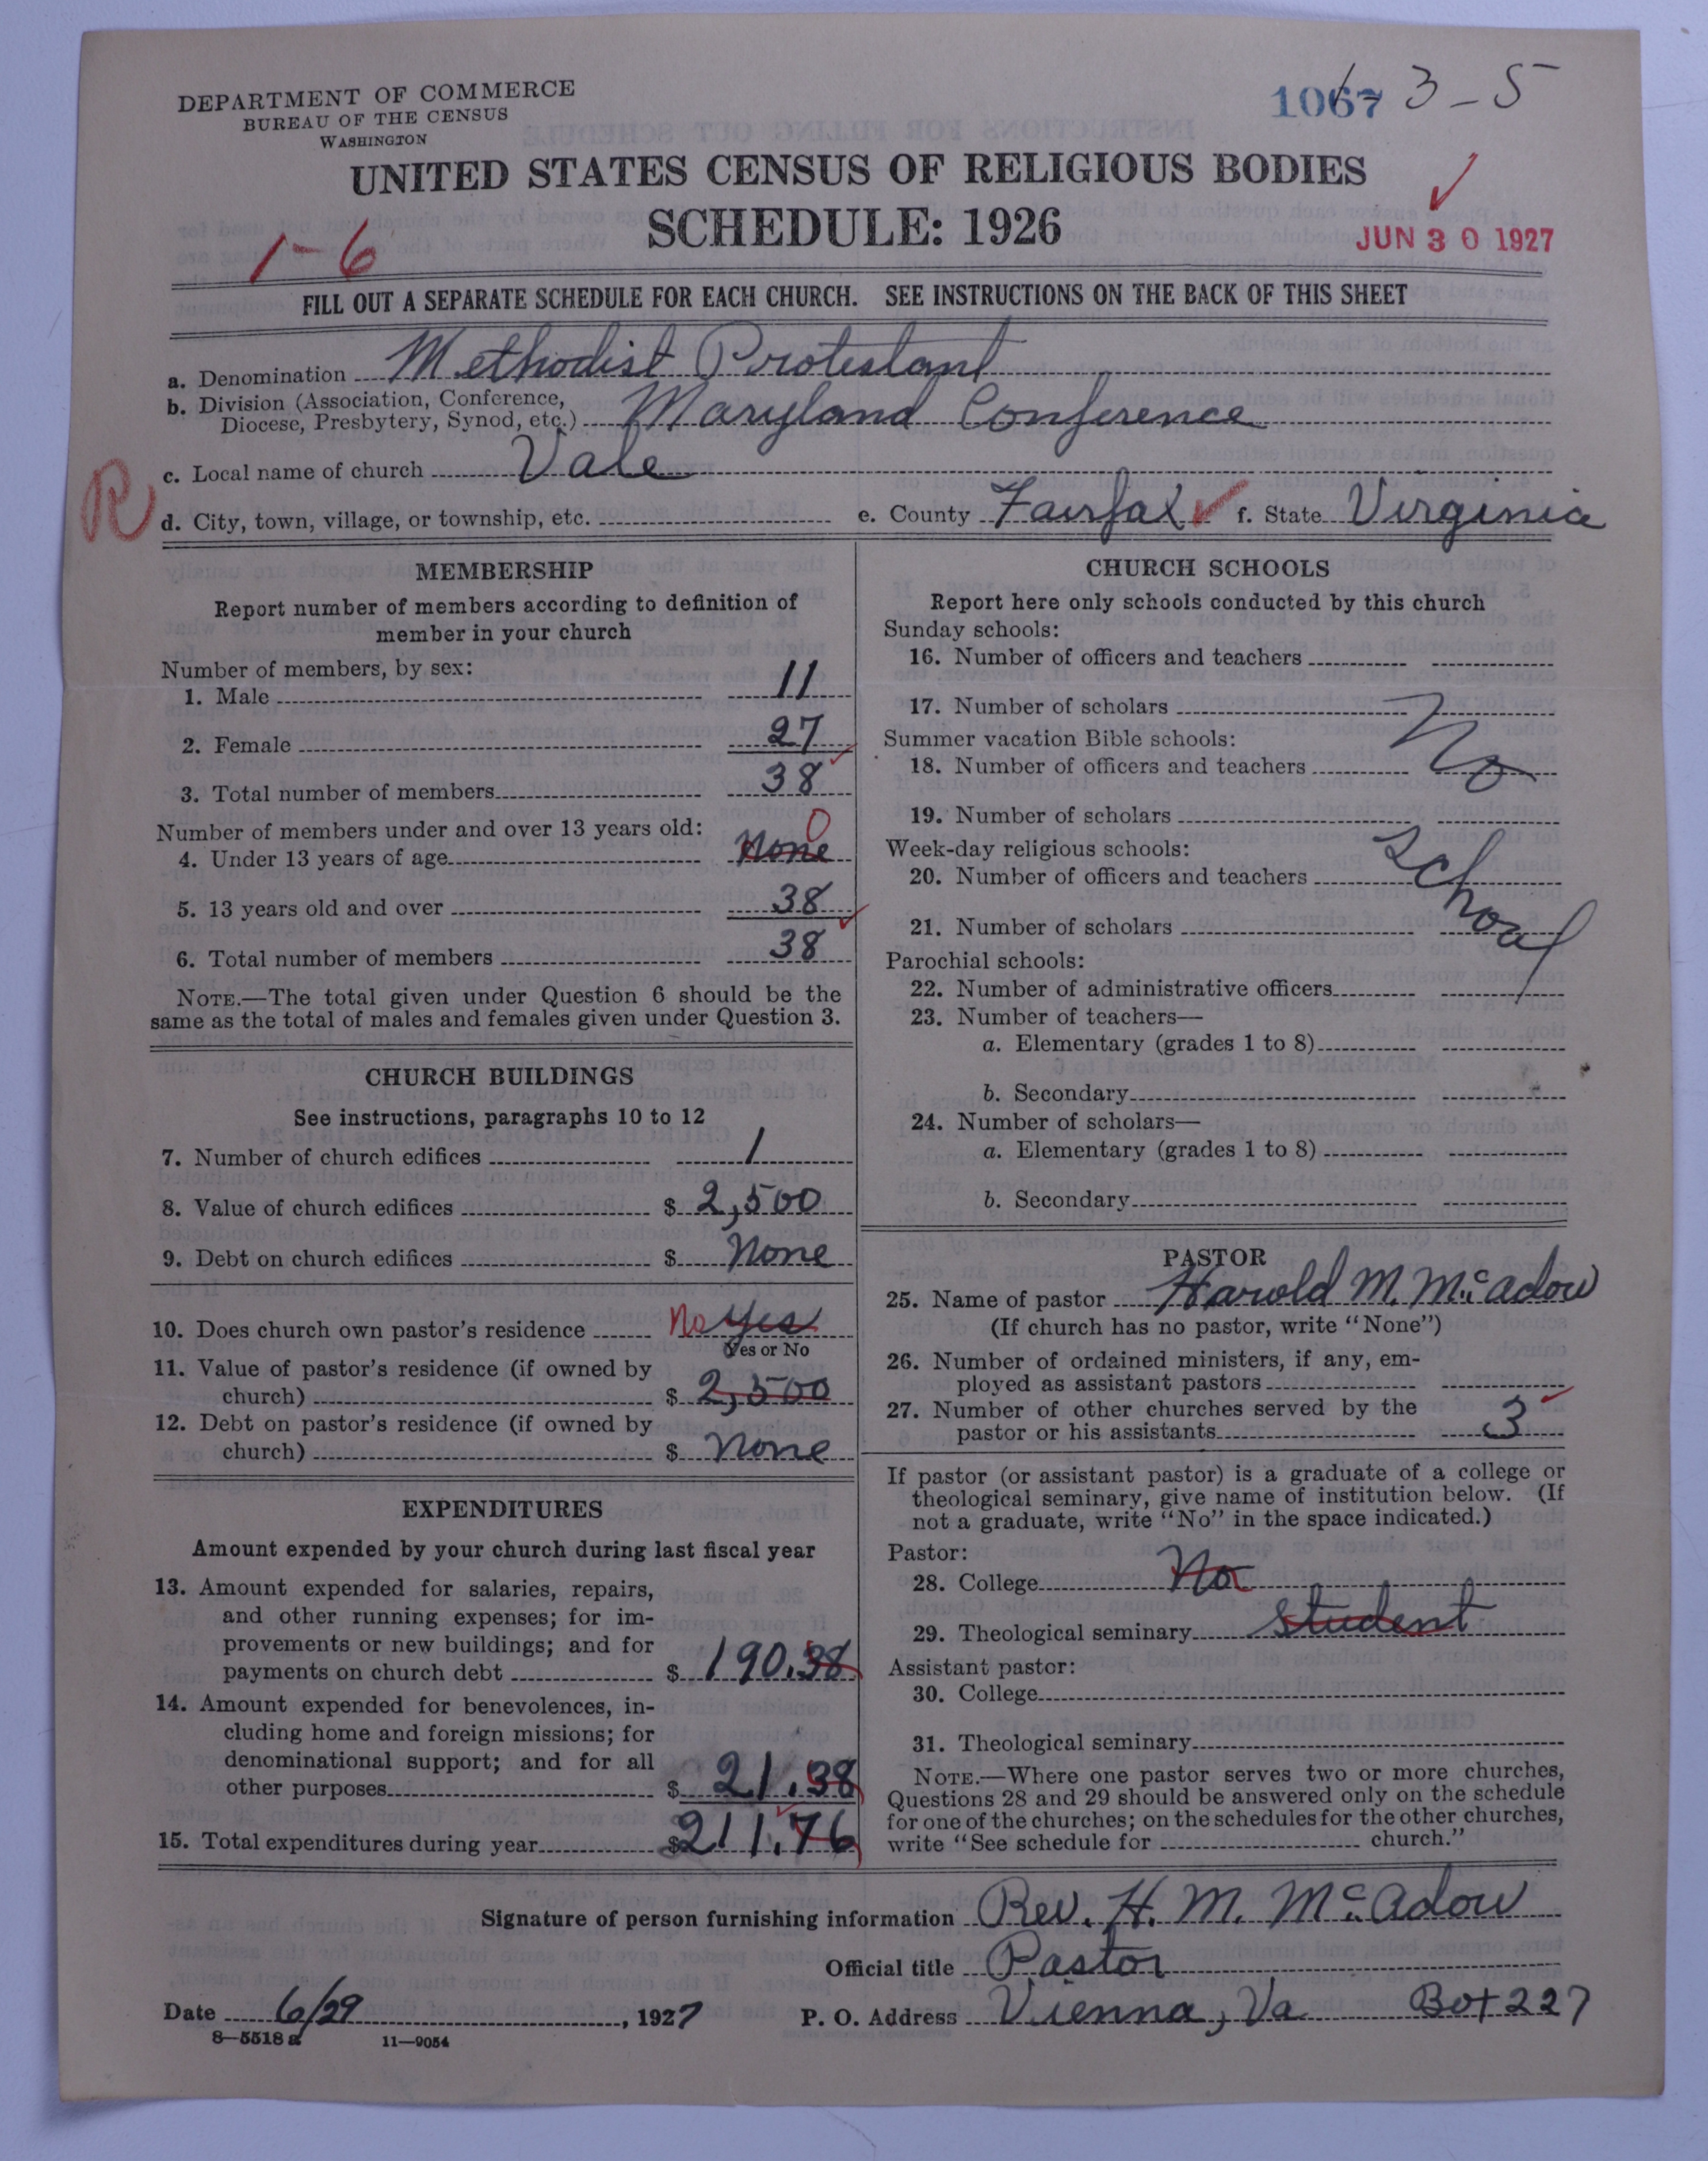 DEPARTMENT OF COMMERCE
BUREAU OF THE CENSUS
WASHINGTON
1067 3-5
UNITED STATES CENSUS OF RELIGIOUS BODIES
SCHEDULE: 1926
1-6
JUN 30 1927
FILL OUT A SEPARATE SCHEDULE FOR EACH CHURCH. SEE INSTRUCTIONS ON THE BACK OF THIS SHEET
a. Denomination Methodist Protestant
b. Division (Association, Conference,
Diocese, Presbytery, Synod, etc.) Maryland Conference
c. Local name of church Vale
R
d. City, town, village, or township, etc. e. County Fairfax f. State Virginia
MEMBERSHIP
Report number of members according to definition of
member in your church
Number of members, by sex:
1. Male 11
2. Female 27
3. Total number of members 38
Number of members under and over 13 years old: 0
4. Under 13 years of age None
5. 13 years old and over 38
6. Total number of members 38
NOTE.—The total given under Question 6 should be the
same as the total of males and females given under Question 3.
CHURCH BUILDINGS
See instructions, paragraphs 10 to 12
7. Number of church edifices 1
8. Value of church edifices $ 2,500
9. Debt on church edifices $ None
10. Does church own pastor's residence No Yes
Yes or No
11. Value of pastor's residence (if owned by
church) $ 2,500
12. Debt on pastor's residence (if owned by
church) $ None
EXPENDITURES
Amount expended by your church during last fiscal year
13. Amount expended for salaries, repairs,
and other running expenses; for im-
provements or new buildings; and for
payments on church debt $ 190.38
14. Amount expended for benevolences, in-
cluding home and foreign missions; for
denominational support; and for all
other purposes $ 21.38
15. Total expenditures during year $ 211.76
CHURCH SCHOOLS
Report here only schools conducted by this church
Sunday schools:
16. Number of officers and teachers
17. Number of scholars
No
Summer vacation Bible schools:
18. Number of officers and teachers
19. Number of scholars
School
Week-day religious schools:
20. Number of officers and teachers
21. Number of scholars
Parochial schools:
22. Number of administrative officers
23. Number of teachers—
a. Elementary (grades 1 to 8)
b. Secondary
24. Number of scholars—
a. Elementary (grades 1 to 8)
b. Secondary
PASTOR
25. Name of pastor Harold M. McAdow
(If church has no pastor, write "None")
26. Number of ordained ministers, if any, em-
ployed as assistant pastors
27. Number of other churches served by the
pastor or his assistants 3
If pastor (or assistant pastor) is a graduate of a college or
theological seminary, give name of institution below. (If
not a graduate, write "No" in the space indicated.)
Pastor:
28. College No
29. Theological seminary Student
Assistant pastor:
30. College
31. Theological seminary
NOTE.—Where one pastor serves two or more churches,
Questions 28 and 29 should be answered only on the schedule
for one of the churches; on the schedules for the other churches,
write "See schedule for church."
Signature of person furnishing information Rev. H. M. McAdow
Official title Pastor
Date 6/29, 1927 P. O. Address Vienna, Va Box 227
8—5518 a 11—9054